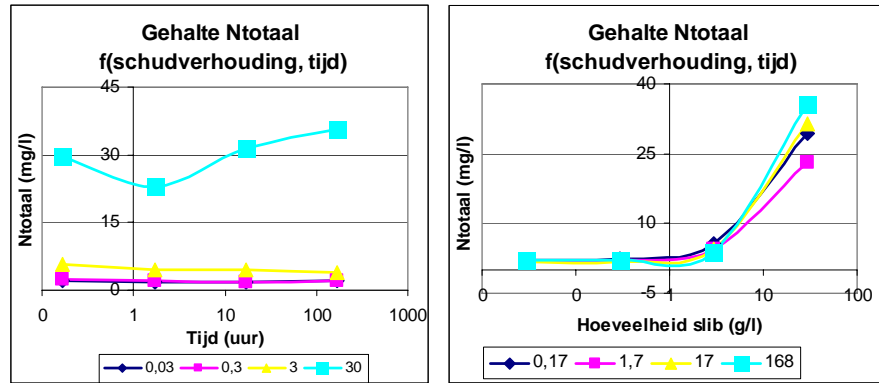 Gehalte Ntotaal
f(schudverhouding, tijd)
Ntotaal (mg/l)
45
30
15
0
0 1 10 100 1000
Tijd (uur)
0,03 0,3 3 30
Gehalte Ntotaal
f(schudverhouding, tijd)
Ntotaal (mg/l)
40
25
10
-5
0 0 1 10 100
Hoeveelheid slib (g/l)
0,17 1,7 17 168